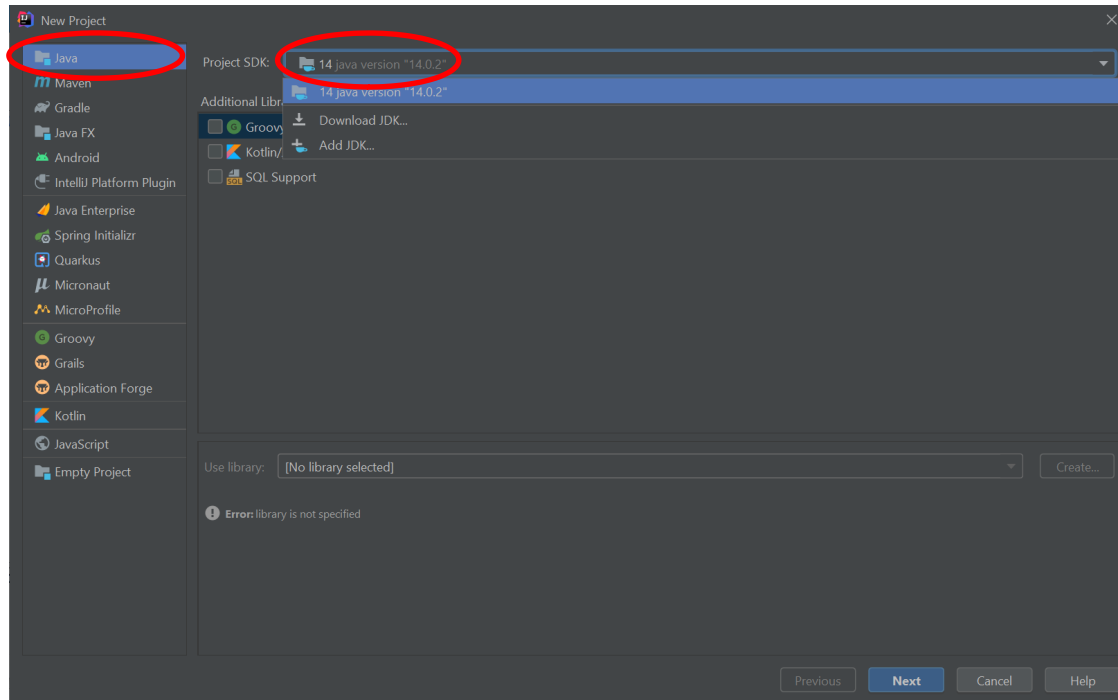 New Project
Java
Maven
Gradle
Java FX
Android
IntelliJ Platform Plugin
Java Enterprise
Spring Initializr
Quarkus
Micronaut
MicroProfile
Groovy
Grails
Application Forge
Kotlin
JavaScript
Empty Project
Project SDK: 14 java version "14.0.2"
14 java version "14.0.2"
Download JDK...
Add JDK...
Additional Libr
Groovy
Kotlin/
SQL Support
Use library: [No library selected] Create...
Error: library is not specified
Previous Next Cancel Help